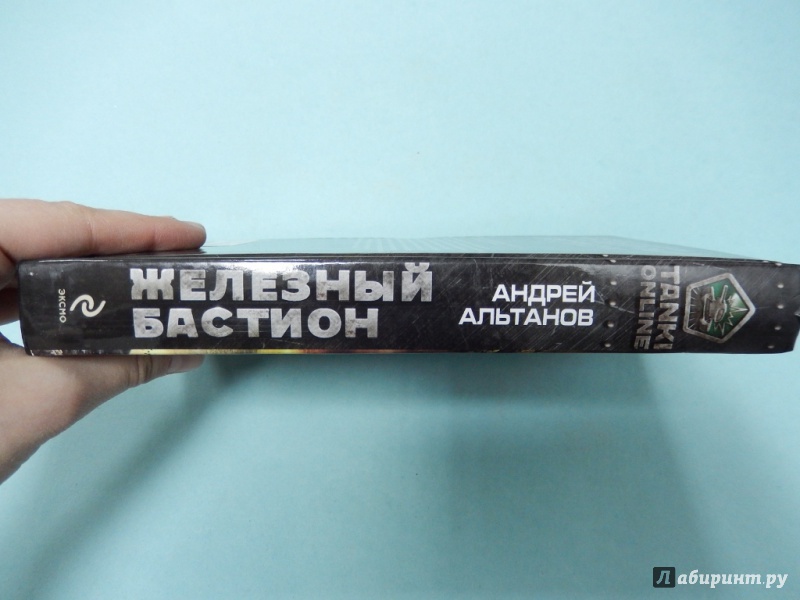 ЭКСМО
ЖЕЛЕЗНЫЙ
БАСТИОН
АНДРЕЙ
АЛЬТАНОВ
TANKI
ONLINE
Лабиринт.ру